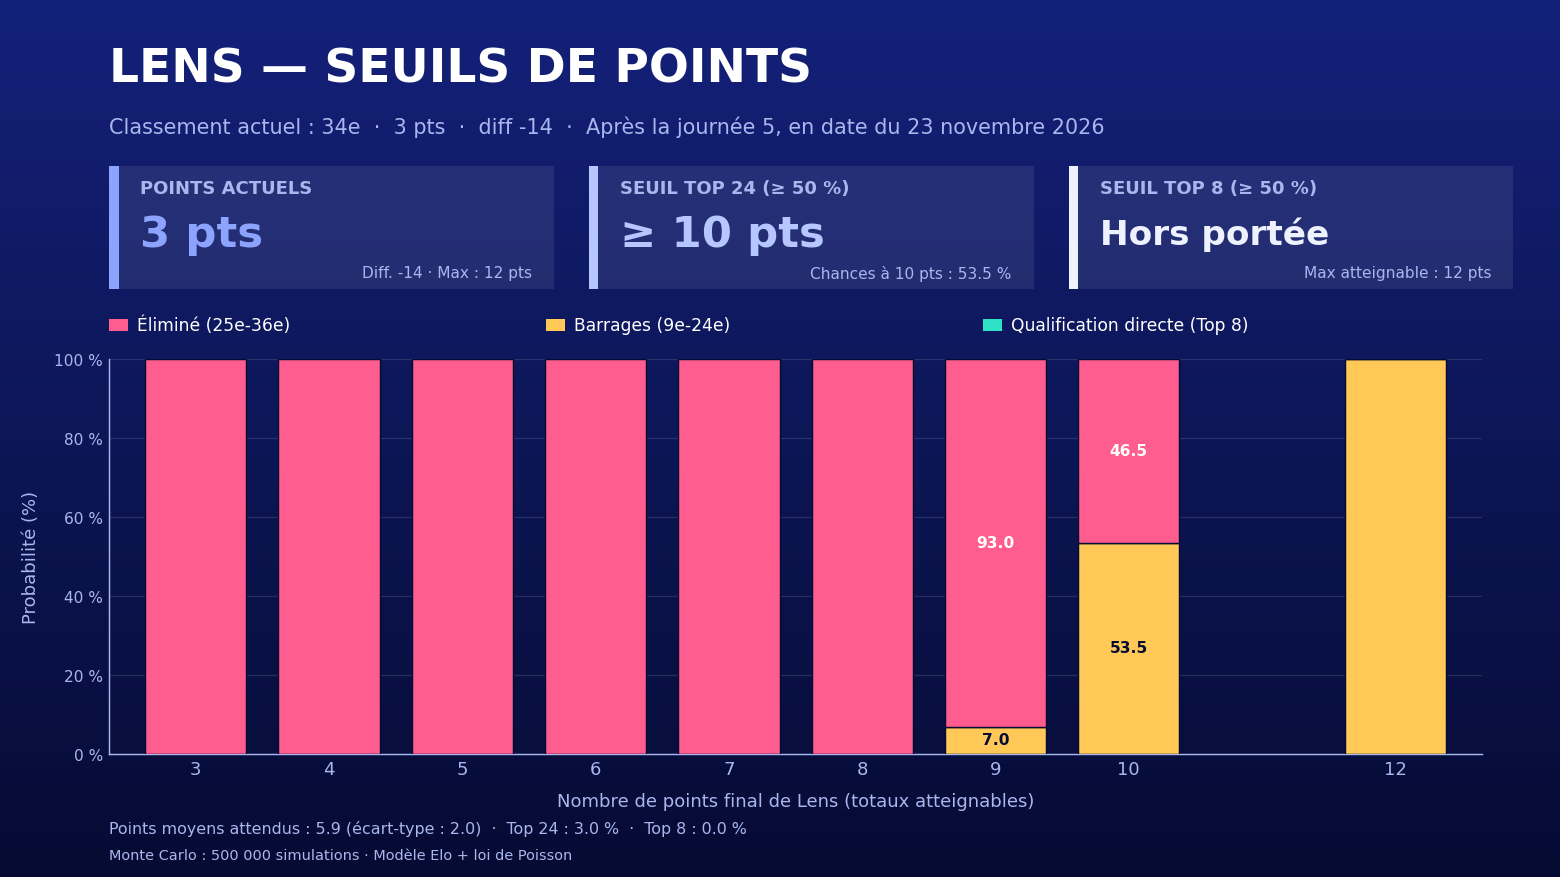 LENS — SEUILS DE POINTS
Classement actuel : 34e · 3 pts · diff -14 · Après la journée 5, en date du 23 novembre 2026
POINTS ACTUELS
3 pts
Diff. -14 · Max : 12 pts
SEUIL TOP 24 (≥ 50 %)
≥ 10 pts
Chances à 10 pts : 53.5 %
SEUIL TOP 8 (≥ 50 %)
Hors portée
Max atteignable : 12 pts
Éliminé (25e-36e)
Barrages (9e-24e)
Qualification directe (Top 8)
Probabilité (%)
100 %
80 %
60 %
40 %
20 %
0 %
93.0
7.0
46.5
53.5
3 4 5 6 7 8 9 10 12
Nombre de points final de Lens (totaux atteignables)
Points moyens attendus : 5.9 (écart-type : 2.0) · Top 24 : 3.0 % · Top 8 : 0.0 %
Monte Carlo : 500 000 simulations · Modèle Elo + loi de Poisson